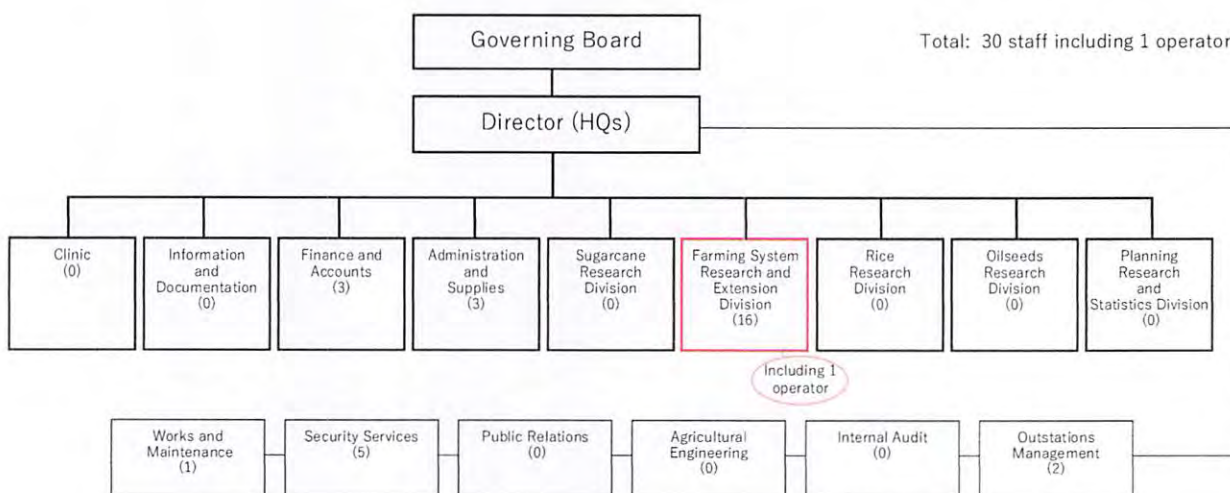 Governing Board
Total: 30 staff including 1 operator
Director (HQs)
Clinic
(0)
Information
and
Documentation
(0)
Finance and
Accounts
(3)
Administration
and
Supplies
(3)
Sugarcane
Research
Division
(0)
Farming System
Research and
Extension
Division
(16)
Rice
Research
Division
(0)
Oilseeds
Research
Division
(0)
Planning
Research
and
Statistics Division
(0)
Including 1
operator
Works and
Maintenance
(1)
Security Services
(5)
Public Relations
(0)
Agricultural
Engineering
(0)
Internal Audit
(0)
Outstations
Management
(2)